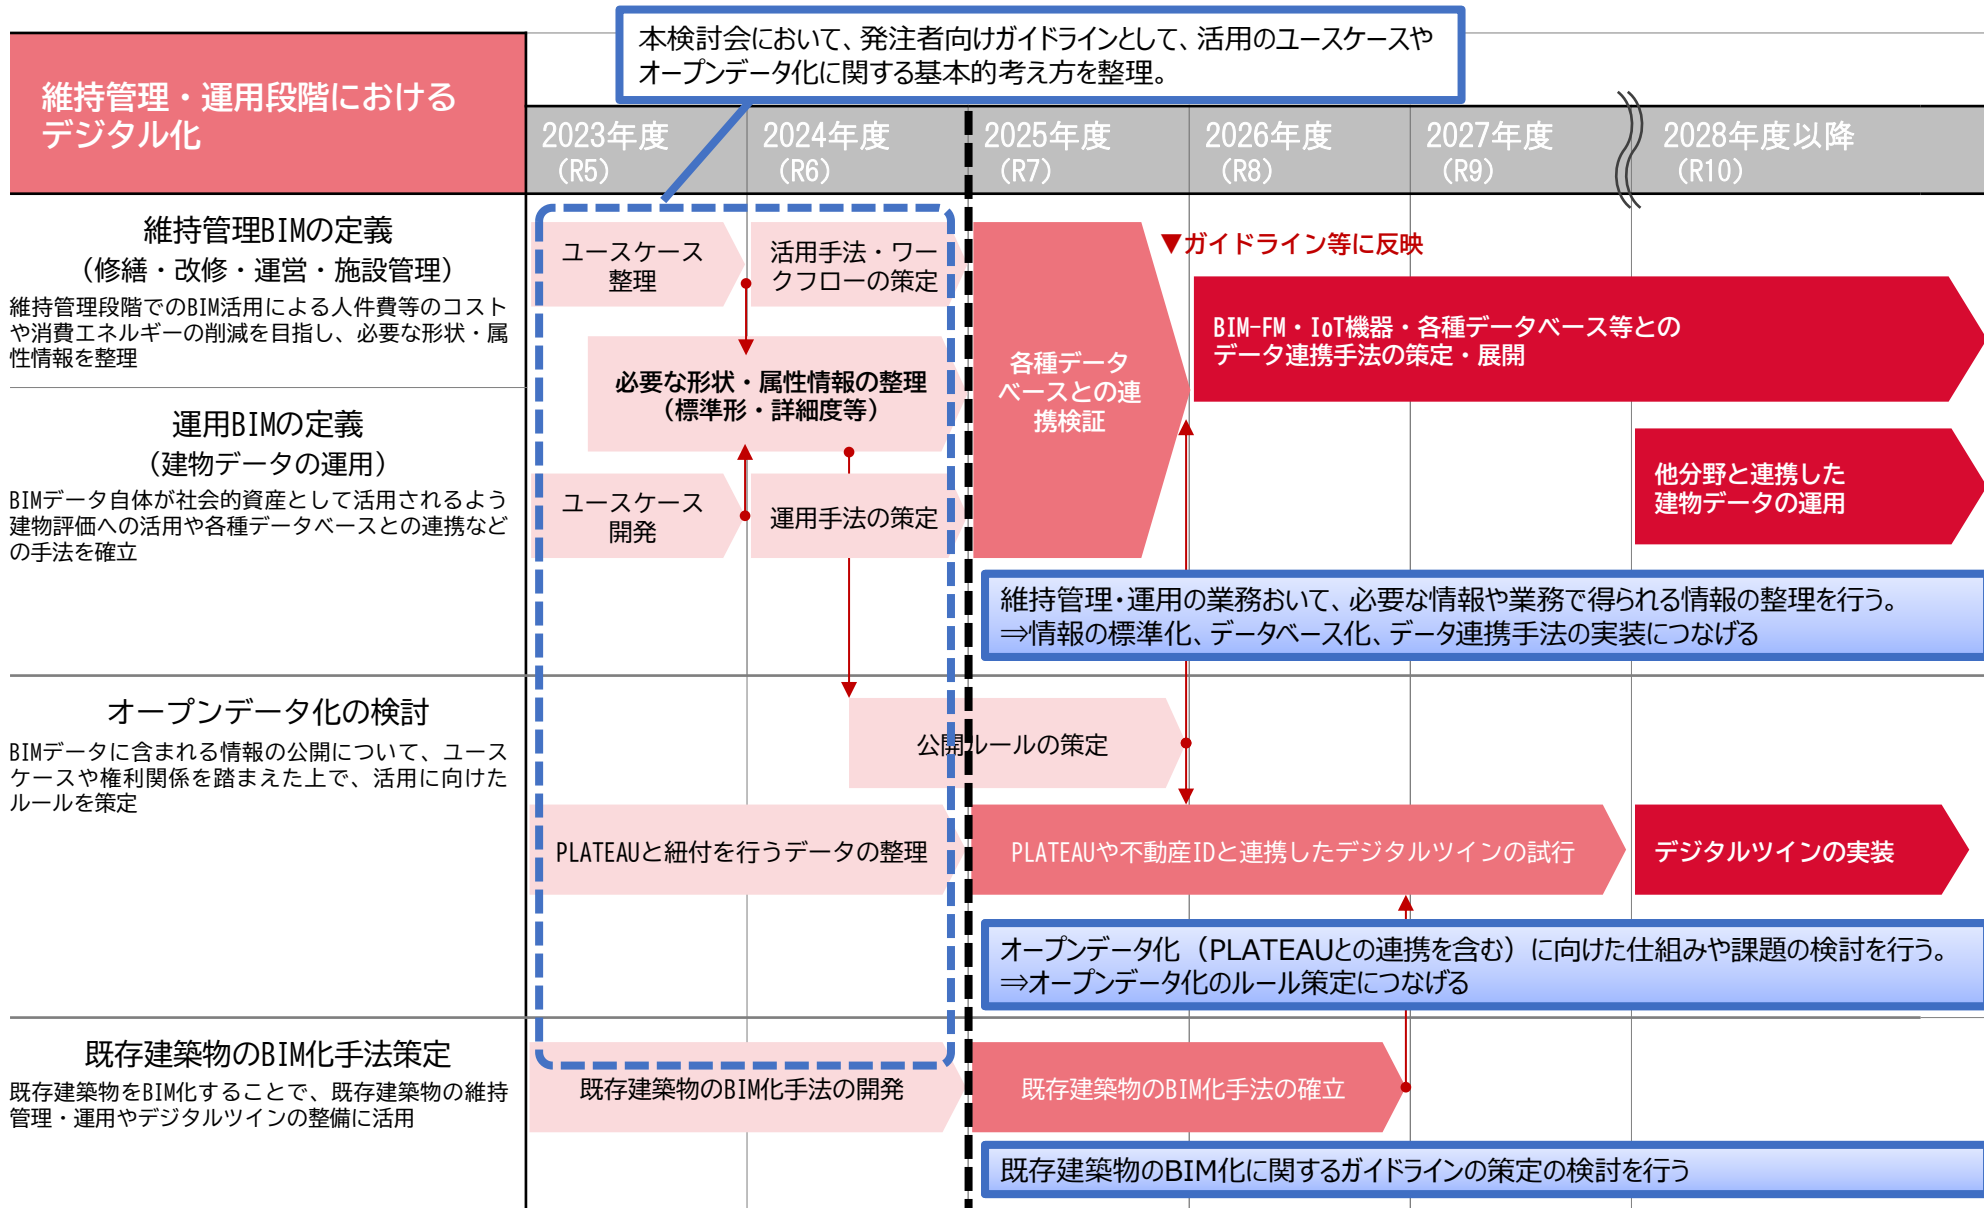 本検討会において、発注者向けガイドラインとして、活用のユースケースや
オープンデータ化に関する基本的考え方を整理。
維持管理・運用段階における
デジタル化
2023年度
（R5）
2024年度
（R6）
2025年度
（R7）
2026年度
（R8）
2027年度
（R9）
2028年度以降
（R10）
維持管理BIMの定義
（修繕・改修・運営・施設管理）
維持管理段階でのBIM活用による人件費等のコスト
や消費エネルギーの削減を目指し、必要な形状・属
性情報を整理
ユースケース
整理
活用手法・ワー
クフローの策定
▼ガイドライン等に反映
BIM-FM・IoT機器・各種データベース等との
データ連携手法の策定・展開
必要な形状・属性情報の整理
（標準形・詳細度等）
各種データ
ベースとの連
携検証
運用BIMの定義
（建物データの運用）
BIMデータ自体が社会的資産として活用されるよう
建物評価への活用や各種データベースとの連携など
の手法を確立
ユースケース
開発
運用手法の策定
他分野と連携した
建物データの運用
維持管理・運用の業務おいて、必要な情報や業務で得られる情報の整理を行う。
⇒情報の標準化、データベース化、データ連携手法の実装につなげる
オープンデータ化の検討
BIMデータに含まれる情報の公開について、ユース
ケースや権利関係を踏まえた上で、活用に向けた
ルールを策定
公開ルールの策定
PLATEAUと紐付を行うデータの整理
PLATEAUや不動産IDと連携したデジタルツインの試行
デジタルツインの実装
オープンデータ化（PLATEAUとの連携を含む）に向けた仕組みや課題の検討を行う。
⇒オープンデータ化のルール策定につなげる
既存建築物のBIM化手法策定
既存建築物をBIM化することで、既存建築物の維持
管理・運用やデジタルツインの整備に活用
既存建築物のBIM化手法の開発
既存建築物のBIM化手法の確立
既存建築物のBIM化に関するガイドラインの策定の検討を行う